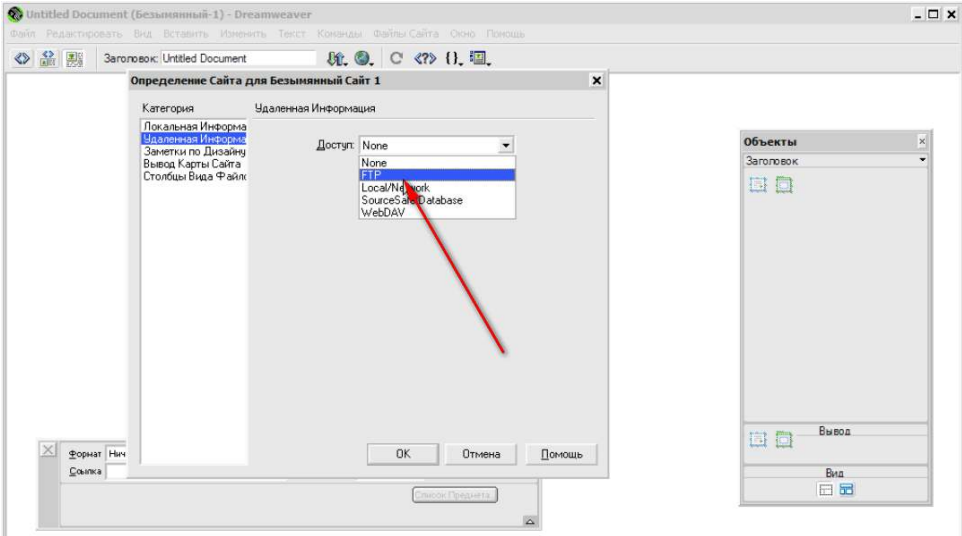 Untitled Document (Безымянный-1) - Dreamweaver
Файл Редактировать Вид Вставить Изменить Текст Команды Файлы Сайта Окно Помощь
Заголовок: Untitled Document
Определение Сайта для Безымянный Сайт 1
Категория
Удаленная Информация
Локальная Информа
Удаленная Информа
Заметки по Дизайну
Вывод Карты Сайта
Столбцы Вида Файло
Доступ: None
None
FTP
Local/Network
SourceSafe Database
WebDAV
OK Отмена Помощь
Объекты
Заголовок
Вывод
Вид
Формат Нич
Ссылка
Список Предмета...